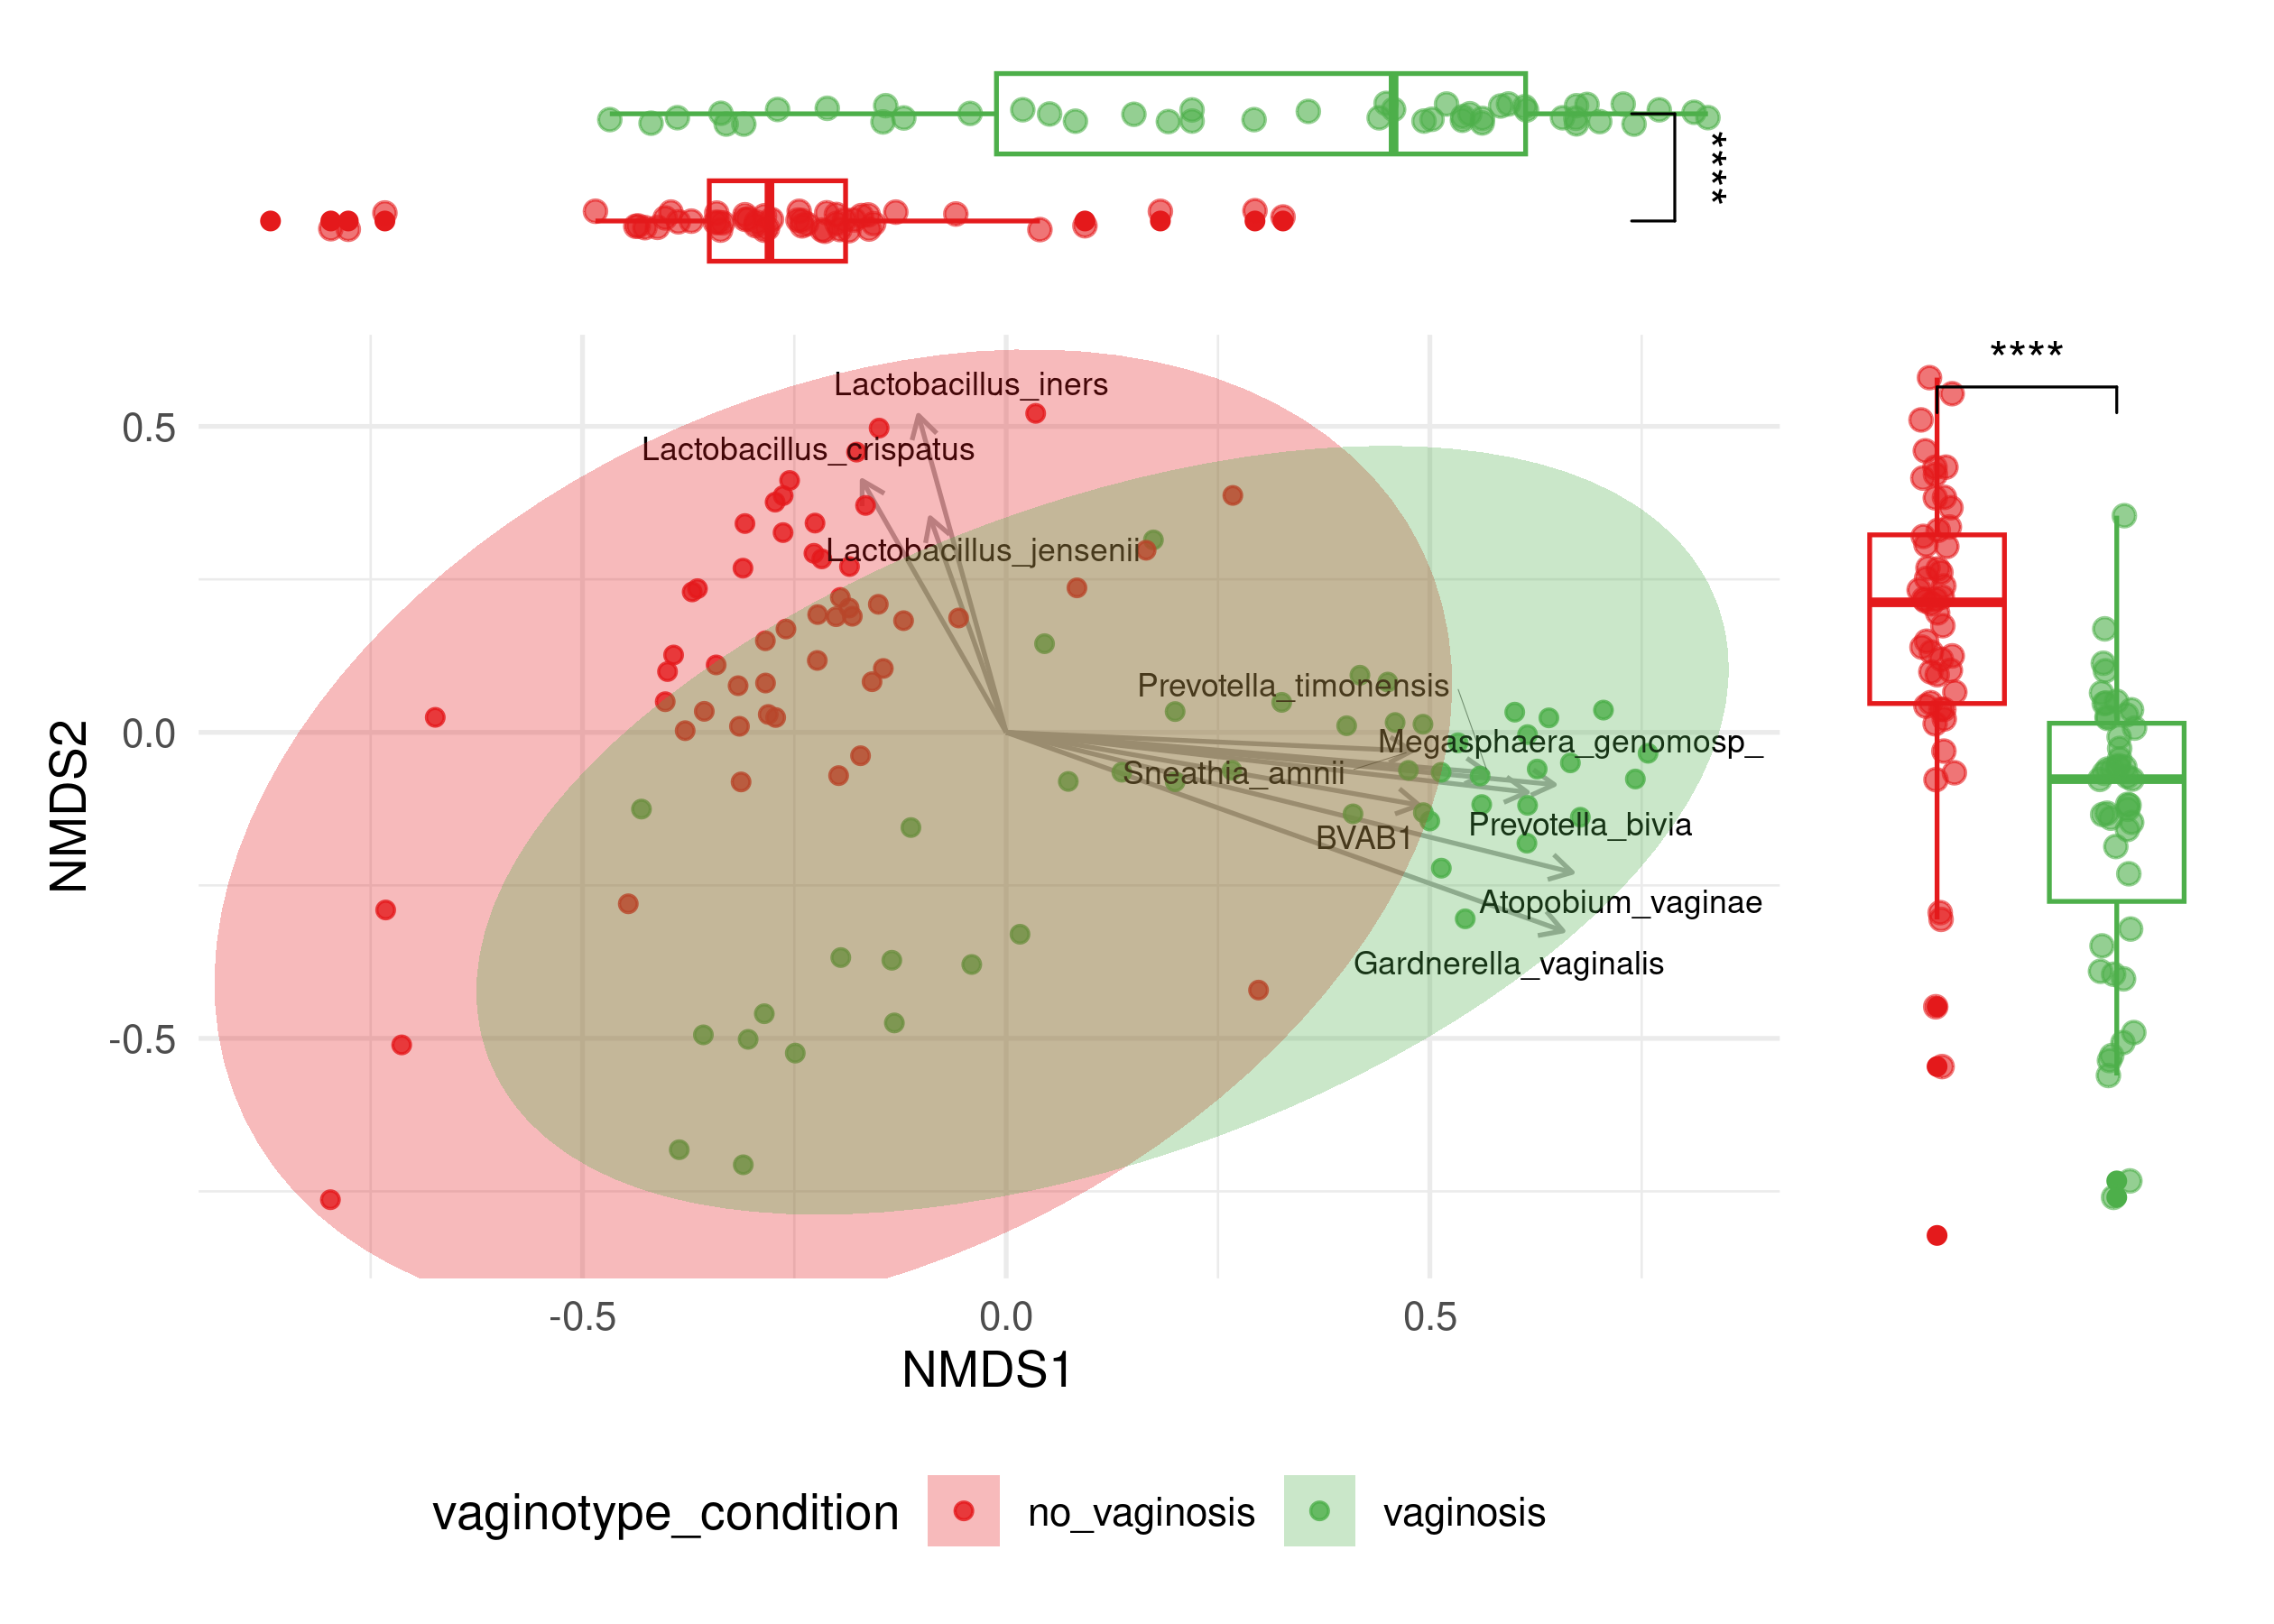 ****
****
Lactobacillus_iners
0.5
Lactobacillus_crispatus
Lactobacillus_jensenii
Prevotella_timonensis
0.0
Megasphaera_genomosp_
Sneathia_amnii
NMDS2
Prevotella_bivia
BVAB1
Atopobium_vaginae
Gardnerella_vaginalis
-0.5
-0.5 0.0 0.5
NMDS1
vaginotype_condition no_vaginosis vaginosis